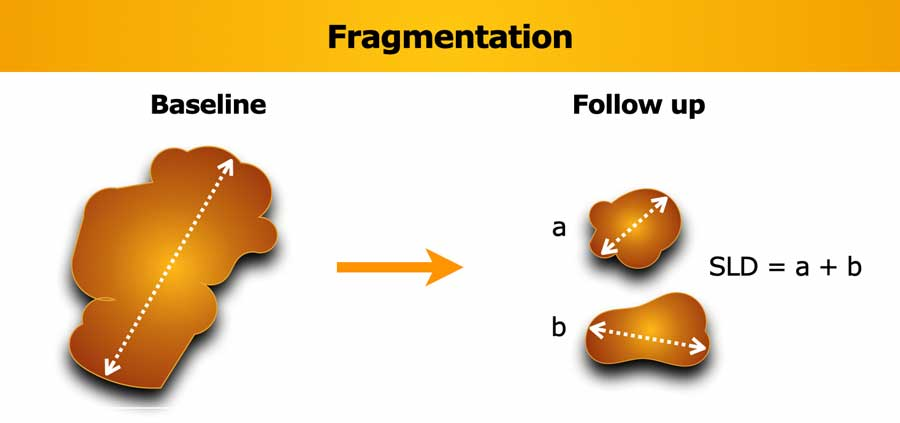 Fragmentation
Baseline
Follow up
a
SLD = a + b
b